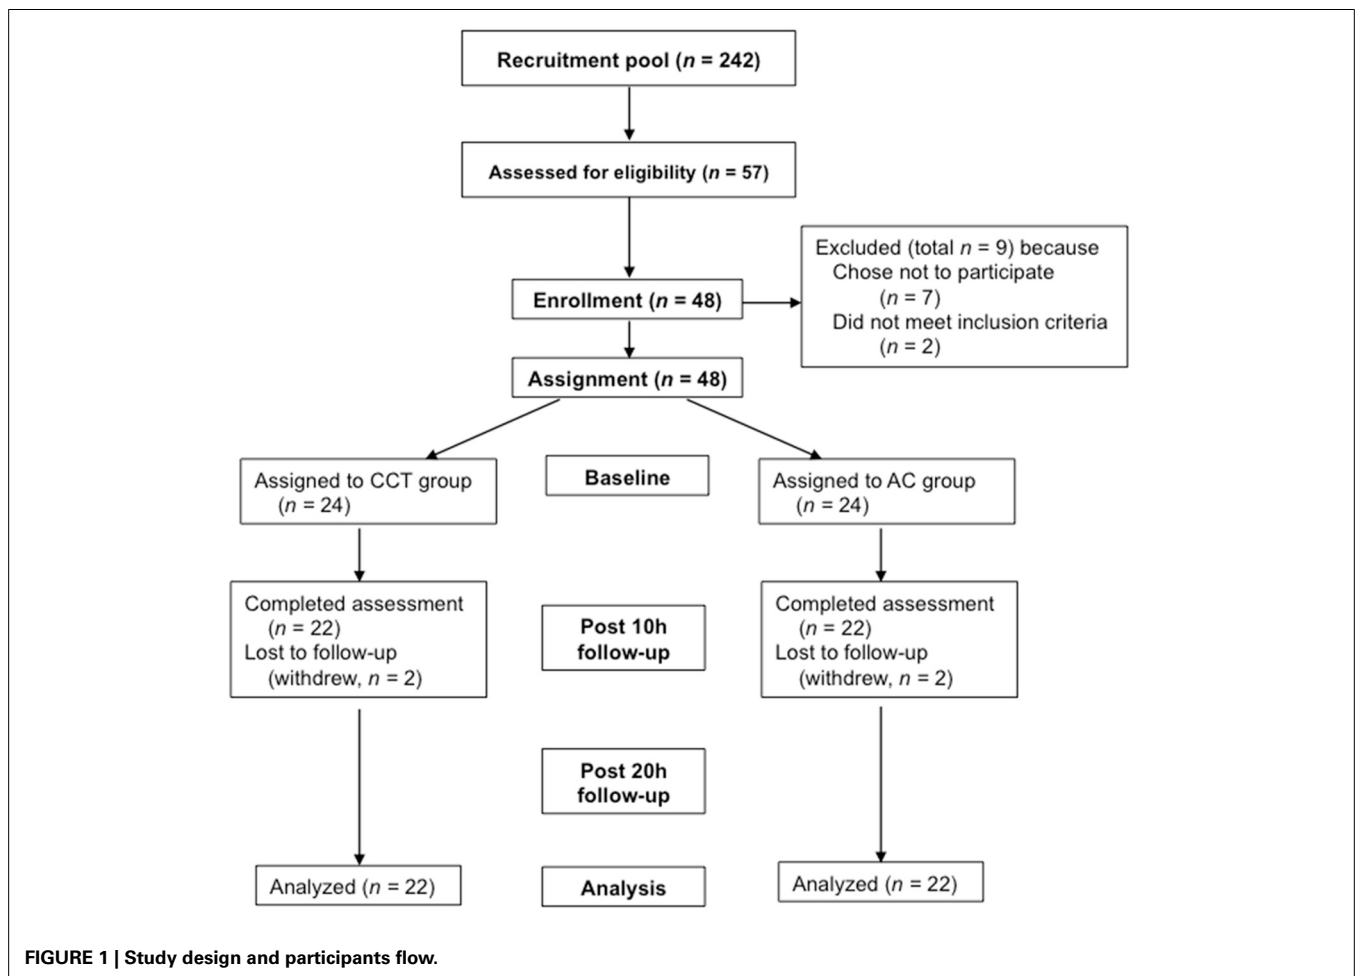 Recruitment pool (n = 242)
Assessed for eligibility (n = 57)
Excluded (total n = 9) because
Chose not to participate
(n = 7)
Did not meet inclusion criteria
(n = 2)
Enrollment (n = 48)
Assignment (n = 48)
Assigned to CCT group
(n = 24)
Baseline
Assigned to AC group
(n = 24)
Completed assessment
(n = 22)
Lost to follow-up
(withdrew, n = 2)
Post 10h
follow-up
Completed assessment
(n = 22)
Lost to follow-up
(withdrew, n = 2)
Post 20h
follow-up
Analyzed (n = 22)
Analysis
Analyzed (n = 22)
FIGURE 1 | Study design and participants flow.